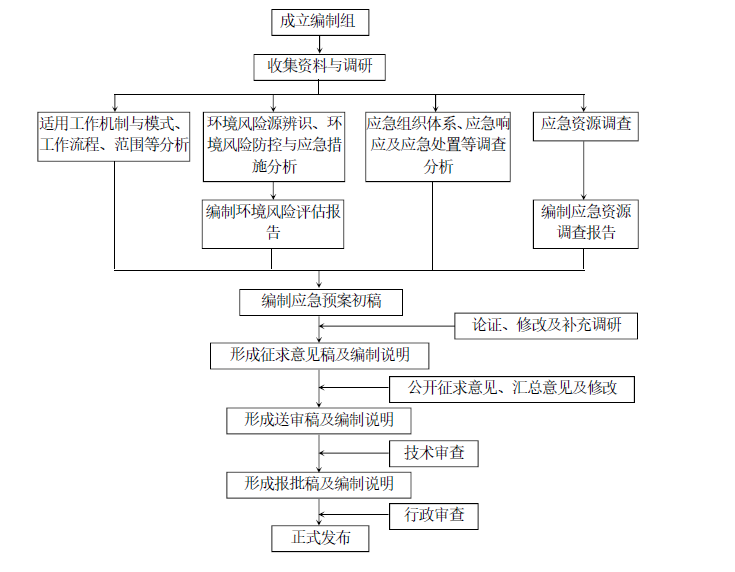 成立编制组
收集资料与调研
适用工作机制与模式、
工作流程、范围等分析
环境风险源辨识、环
境风险防控与应急措
施分析
应急组织体系、应急响
应及应急处置等调查
分析
应急资源调查
编制环境风险评估报
告
编制应急资源
调查报告
编制应急预案初稿
论证、修改及补充调研
形成征求意见稿及编制说明
公开征求意见、汇总意见及修改
形成送审稿及编制说明
技术审查
形成报批稿及编制说明
行政审查
正式发布